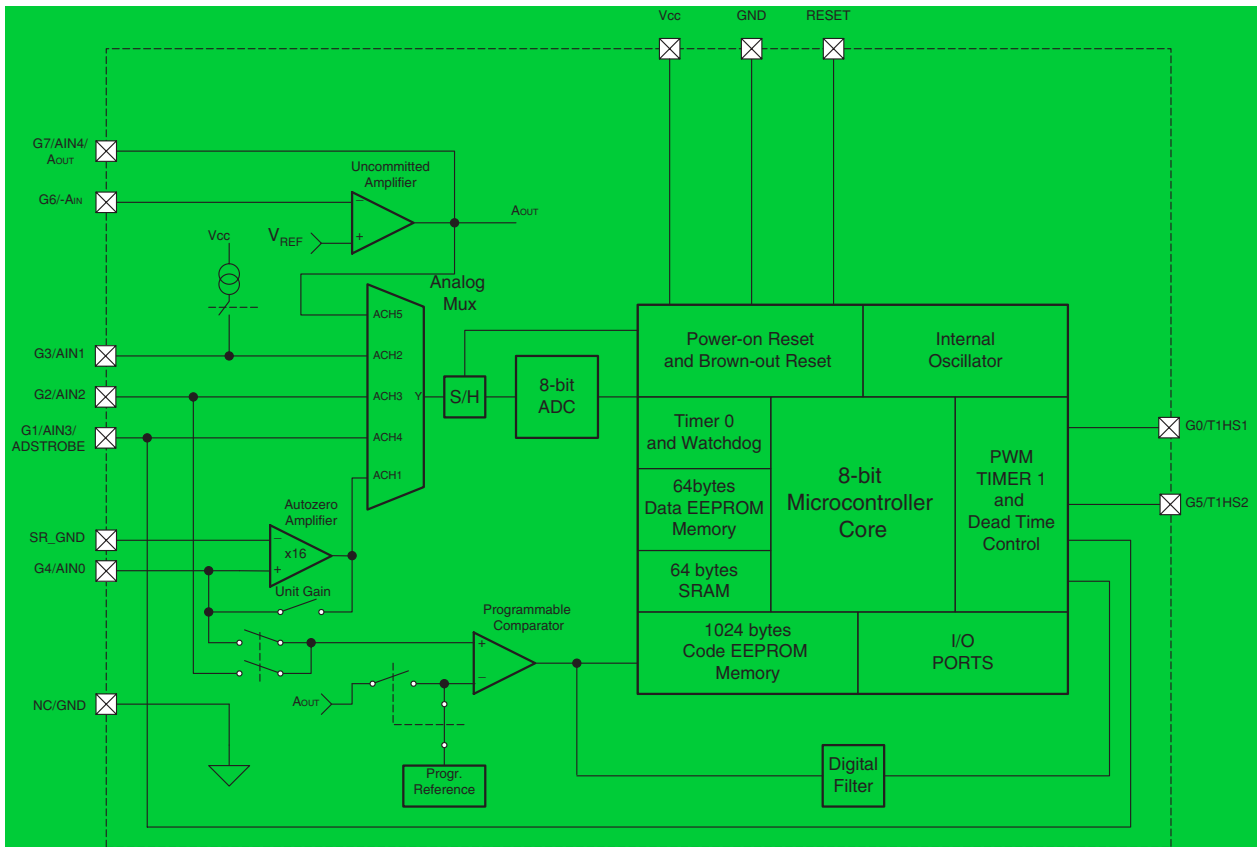 Vcc
GND
RESET
G7/AIN4/
AOUT
G6/-AIN
Uncommitted
Amplifier
−
+
AOUT
VREF
Vcc
Analog
Mux
ACH5
G3/AIN1
ACH2
G2/AIN2
ACH3
Y
G1/AIN3/
ADSTROBE
ACH4
ACH1
S/H
8-bit
ADC
Power-on Reset
and Brown-out Reset
Internal
Oscillator
Timer 0
and Watchdog
64bytes
Data EEPROM
Memory
64 bytes
SRAM
8-bit
Microcontroller
Core
PWM
TIMER 1
and
Dead Time
Control
1024 bytes
Code EEPROM
Memory
I/O
PORTS
G0/T1HS1
G5/T1HS2
Autozero
Amplifier
SR_GND
−
x16
+
G4/AIN0
Unit Gain
Programmable
Comparator
+
−
NC/GND
AOUT
Progr.
Reference
Digital
Filter